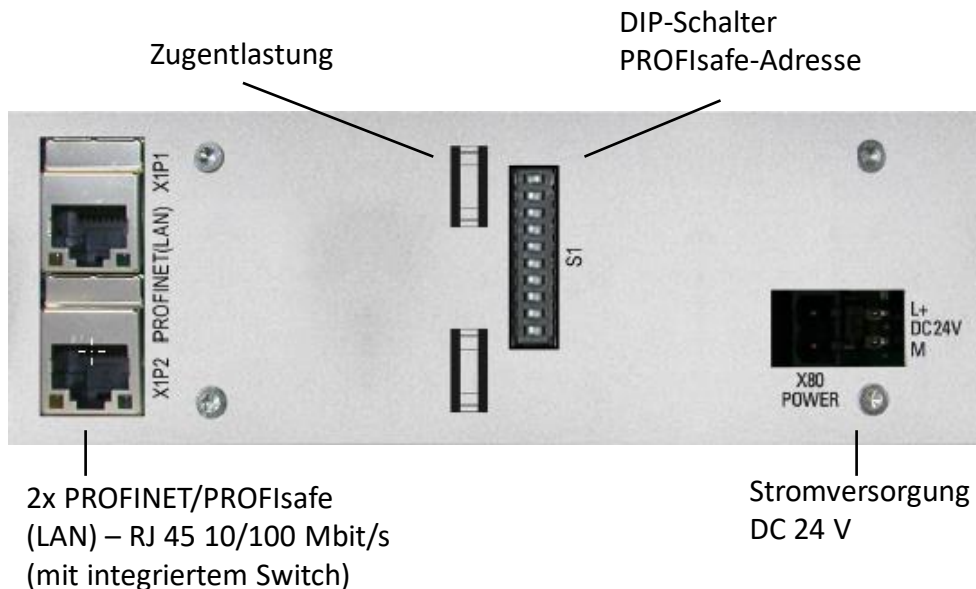 Zugentlastung
DIP-Schalter
PROFIsafe-Adresse
X1P1
PROFINET(LAN)
X1P2
S1
L+
DC24V
M
X80
POWER
2x PROFINET/PROFIsafe
(LAN) – RJ 45 10/100 Mbit/s
(mit integriertem Switch)
Stromversorgung
DC 24 V